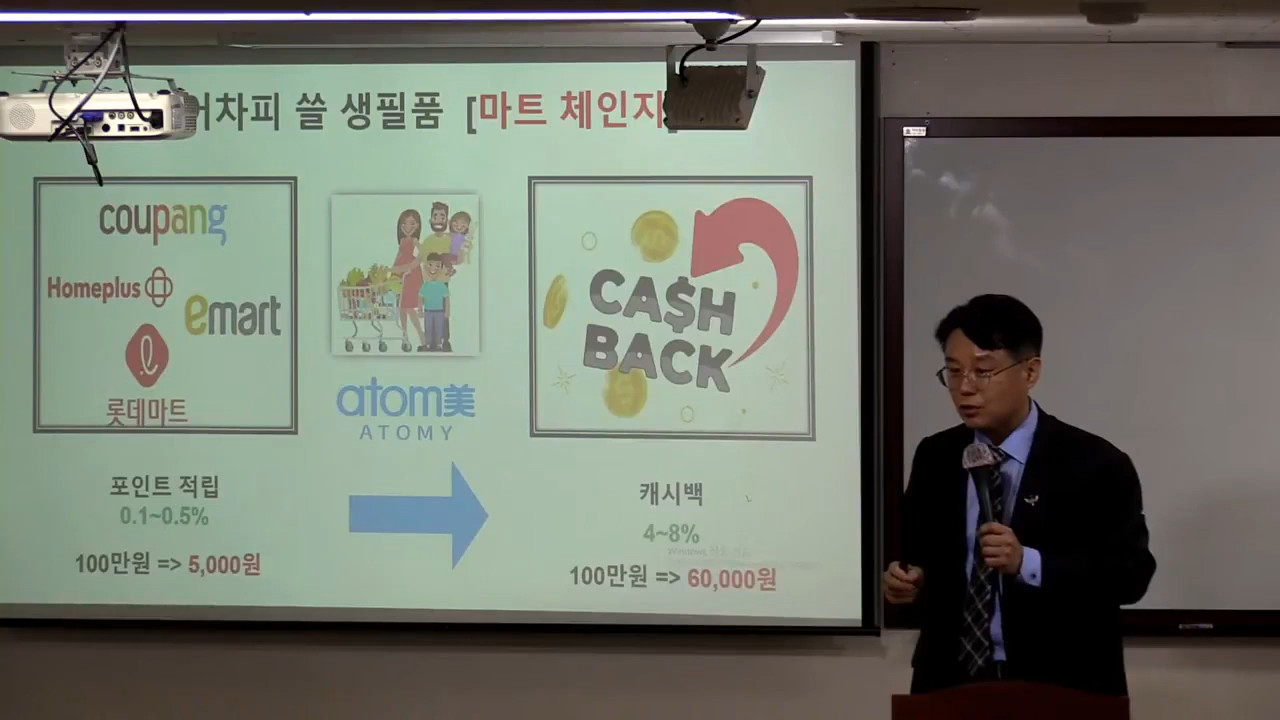 어차피 쓸 생필품 [마트 체인지]
coupang
Homeplus
emart
롯데마트
atom美
ATOMY
CA$H
BACK
포인트 적립
0.1~0.5%
100만원 => 5,000원
캐시백
4~8%
Windows
100만원 => 60,000원